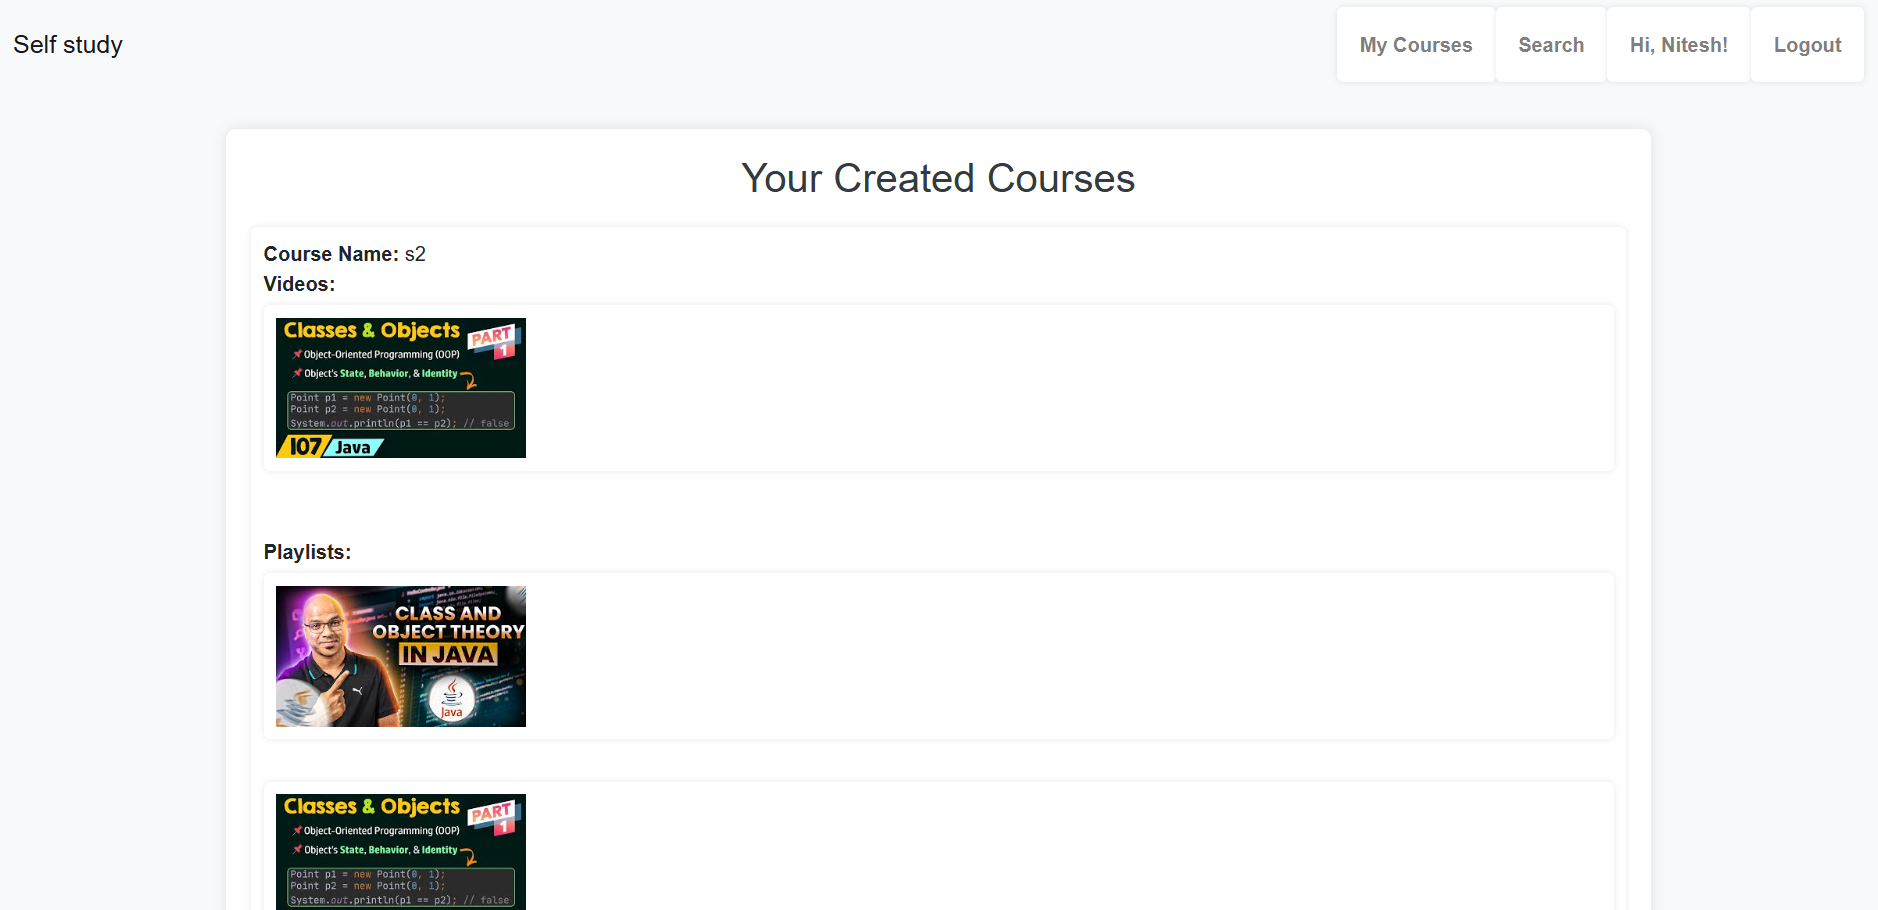 Self study
My Courses
Search
Hi, Nitesh!
Logout
Your Created Courses
Course Name: s2
Videos:
Classes & Objects
PART 1
Object-Oriented Programming (OOP)
Object's State, Behavior, & Identity
Point p1 = new Point(0, 1);
Point p2 = new Point(0, 1);
System.out.println(p1 == p2); // false
107 Java
Playlists:
CLASS AND
OBJECT THEORY
IN JAVA
Java
Classes & Objects
PART 1
Object-Oriented Programming (OOP)
Object's State, Behavior, & Identity
Point p1 = new Point(0, 1);
Point p2 = new Point(0, 1);
System.out.println(p1 == p2); // false